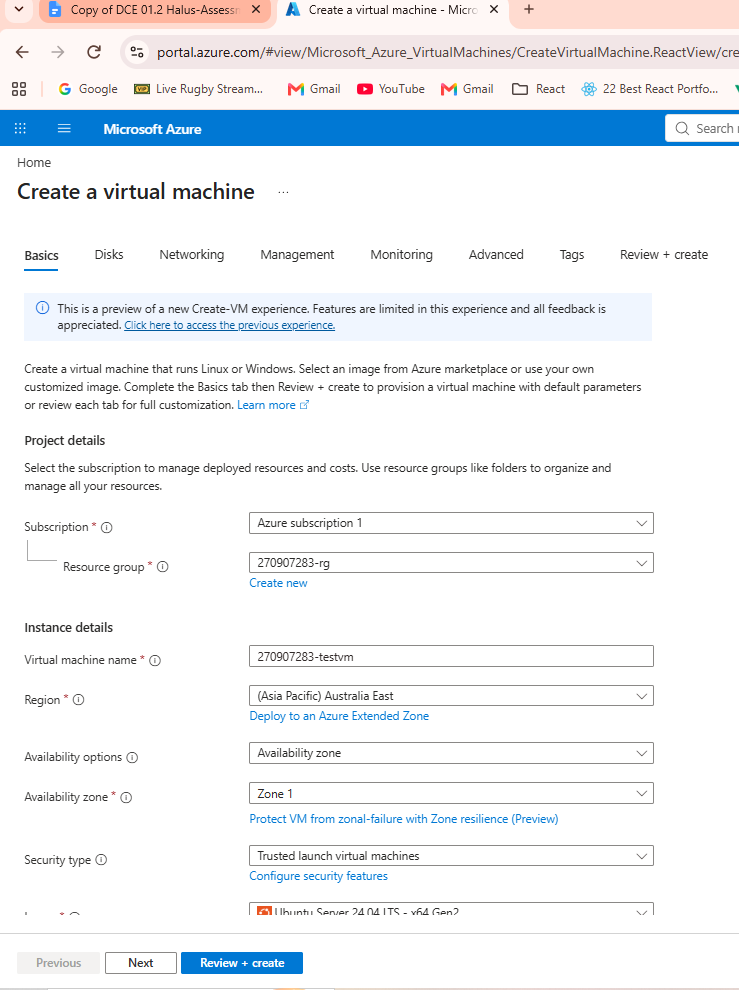 Copy of DCE 01.2 Halus-Assessm
Create a virtual machine - Micro
portal.azure.com/#view/Microsoft_Azure_VirtualMachines/CreateVirtualMachine.ReactView/cre
Google
Live Rugby Stream...
Gmail
YouTube
Gmail
React
22 Best React Portfo...
Microsoft Azure
Search
Home
Create a virtual machine ...
Basics
Disks
Networking
Management
Monitoring
Advanced
Tags
Review + create
This is a preview of a new Create-VM experience. Features are limited in this experience and all feedback is
appreciated. Click here to access the previous experience.
Create a virtual machine that runs Linux or Windows. Select an image from Azure marketplace or use your own
customized image. Complete the Basics tab then Review + create to provision a virtual machine with default parameters
or review each tab for full customization. Learn more
Project details
Select the subscription to manage deployed resources and costs. Use resource groups like folders to organize and
manage all your resources.
Subscription *
Azure subscription 1
Resource group *
270907283-rg
Create new
Instance details
Virtual machine name *
270907283-testvm
Region *
(Asia Pacific) Australia East
Deploy to an Azure Extended Zone
Availability options
Availability zone
Availability zone *
Zone 1
Protect VM from zonal-failure with Zone resilience (Preview)
Security type
Trusted launch virtual machines
Configure security features
Ubuntu Server 24.04 LTS - x64 Gen2
Previous
Next
Review + create